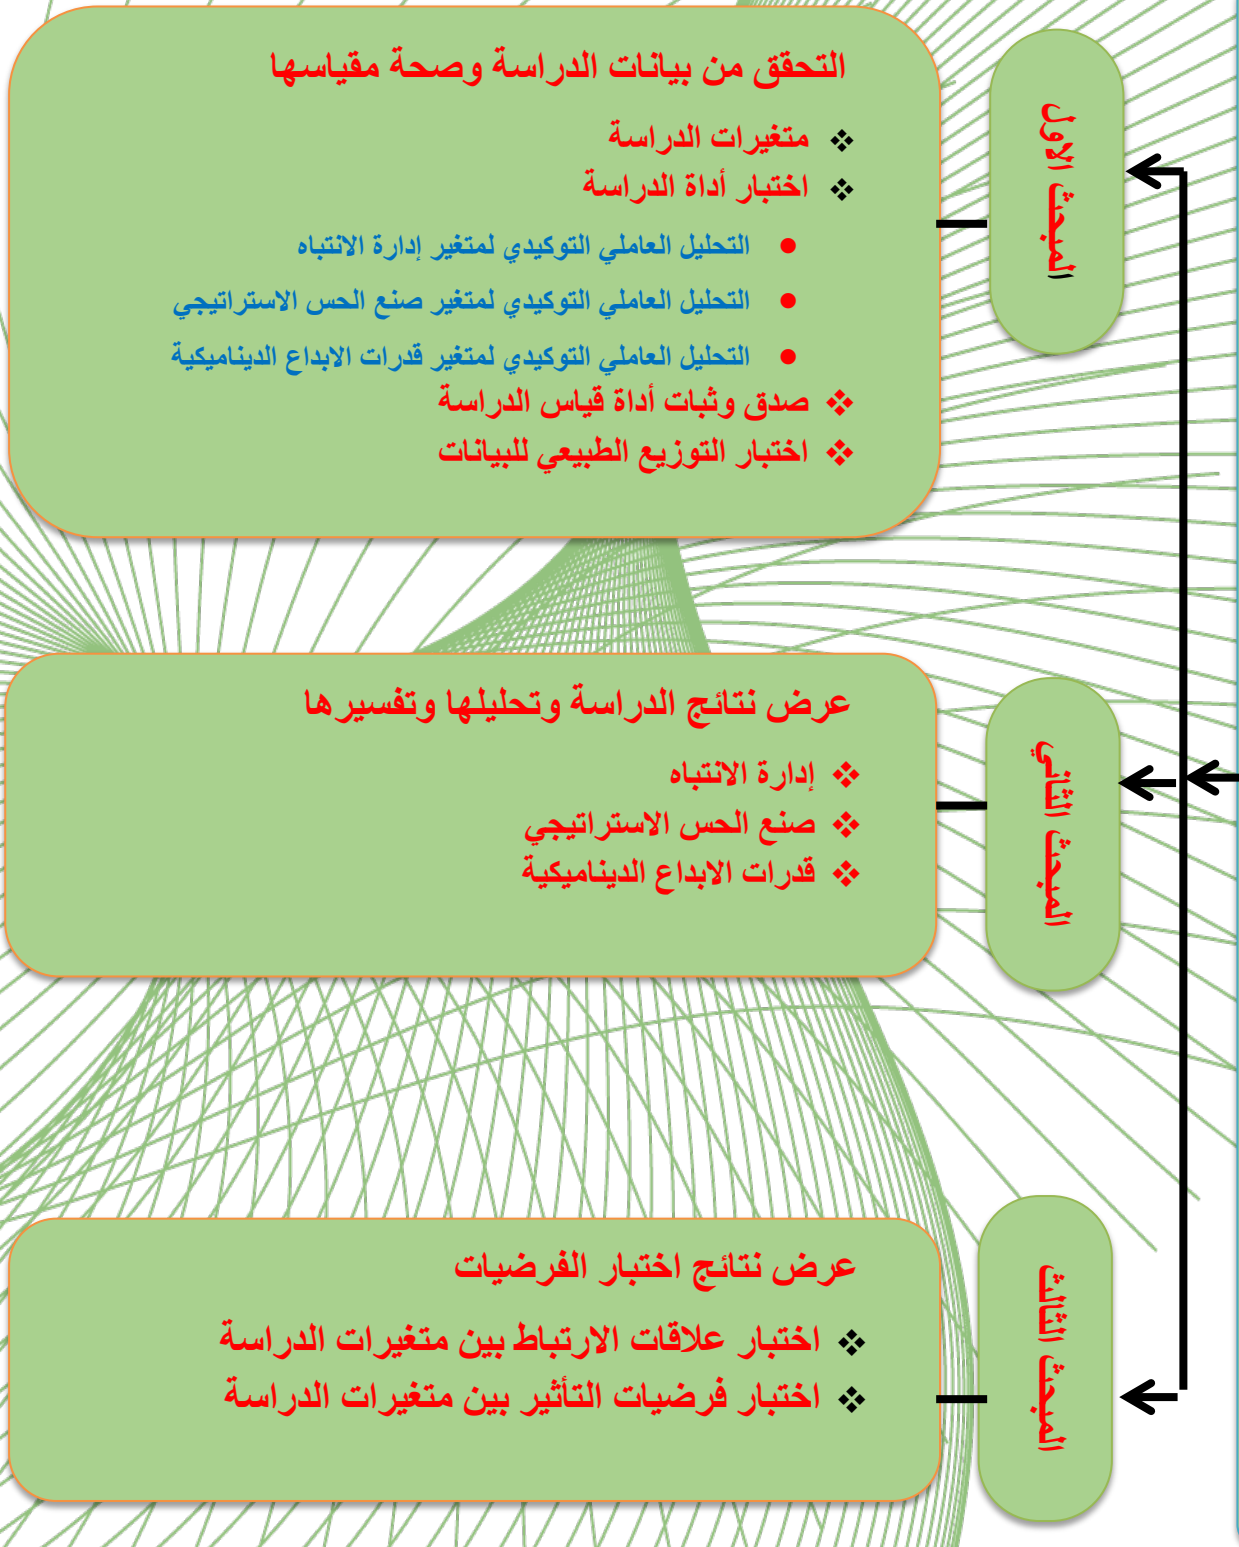 المبحث الاول
التحقق من بيانات الدراسة وصحة مقياسها
❖ متغيرات الدراسة
❖ اختبار أداة الدراسة
● التحليل العاملي التوكيدي لمتغير إدارة الانتباه
● التحليل العاملي التوكيدي لمتغير صنع الحس الاستراتيجي
● التحليل العاملي التوكيدي لمتغير قدرات الابداع الديناميكية
❖ صدق وثبات أداة قياس الدراسة
❖ اختبار التوزيع الطبيعي للبيانات
المبحث الثاني
عرض نتائج الدراسة وتحليلها وتفسيرها
❖ إدارة الانتباه
❖ صنع الحس الاستراتيجي
❖ قدرات الابداع الديناميكية
المبحث الثالث
عرض نتائج اختبار الفرضيات
❖ اختبار علاقات الارتباط بين متغيرات الدراسة
❖ اختبار فرضيات التأثير بين متغيرات الدراسة